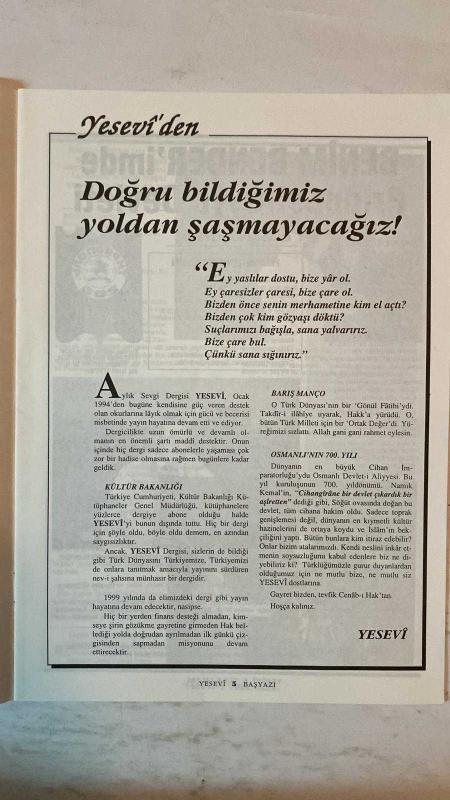 Yesevî'den
Doğru bildiğimiz
yoldan şaşmayacağız!
"Ey yaslılar dostu, bize yâr ol.
Ey çaresizler çaresi, bize çare ol.
Bizden önce senin merhametine kim el açtı?
Bizden çok kim gözyaşı döktü?
Suçlarımızı bağışla, sana yalvarırız.
Bize çare bul.
Çünkü sana sığınırız."
Aylık Sevgi Dergisi YESEVÎ, Ocak
1994'den bugüne kendisine güç veren destek
olan okurlarına lâyık olmak için gücü ve becerisi
nisbetinde yayın hayatına devam etti ve ediyor.
Dergicilikte uzun ömürlü ve devamlı ol-
manın en önemli şartı maddî destektir. Onun
içinde hiç dergi sadece abonelerle yaşaması çok
zor bir hadise olmasına rağmen bugünlere kadar
geldik.
KÜLTÜR BAKANLIĞI
Türkiye Cumhuriyeti, Kültür Bakanlığı Kü-
tüphaneler Genel Müdürlüğü, kütüphanelere
yüzlerce dergiye abone olduğu halde
YESEVÎ'yi bunun dışında tuttu. Hiç bir dergi
için şöyle oldu, böyle oldu demem, en azından
saygısızlıktır.
Ancak, YESEVÎ Dergisi, sizlerin de bildiği
gibi Türk Dünyasını Türkiyemize, Türkiyemizi
de onlara tanıtmak amacıyla yayınını sürdüren
nev-i şahsına münhasır bir dergidir.
1999 yılında da elimizdeki dergi gibi yayın
hayatına devam edecektir, nasipse.
Hiç bir yerden finans desteği almadan, kim-
seye şirin gözükme gayretine girmeden Hak bel-
lediği yolda doğrudan ayrılmadan ilk günkü çiz-
gisinden sapmadan misyonunu devam
ettirecektir.
BARIŞ MANÇO
O Türk Dünyası'nın bir 'Gönül Fâtihi'ydi.
Takdîr-i ilâhîye uyarak, Hakk'a yürüdü. O,
bütün Türk Milleti için bir 'Ortak Değer'di. Yü-
reğimizi sızlattı. Allah gani gani rahmet eylesin.
OSMANLI'NIN 700. YILI
Dünyanın en büyük Cihan İm-
paratorluğu'ydu Osmanlı Devlet-i Aliyyesi. Bu
yıl kuruluşunun 700. yıldönümü. Namık
Kemal'in, "Cihangîrâne bir devlet çıkardık bir
aşîretten" dediği gibi, Söğüt ovasında doğan bu
devlet, tüm cihana hakim oldu. Sadece toprak
genişlemesi değil, dünyanın en kıymetli kültür
hazinelerini de ortaya koydu ve İslâm'ın bek-
çiliğini yaptı. Bütün bunlara kim itiraz edebilir?
Onlar bizim atalarımızdı. Kendi neslini inkâr et-
menin soysuzluğunu kabul edenlere biz ne di-
yebiliriz ki? Türklüğümüzle gurur duyanlardan
olduğumuz için ne mutlu bize, ne mutlu siz
YESEVÎ dostlarına.
Gayret bizden, tevfik Cenâb-ı Hak'tan.
Hoşça kalınız.
YESEVÎ
YESEVÎ 5 BAŞYAZI